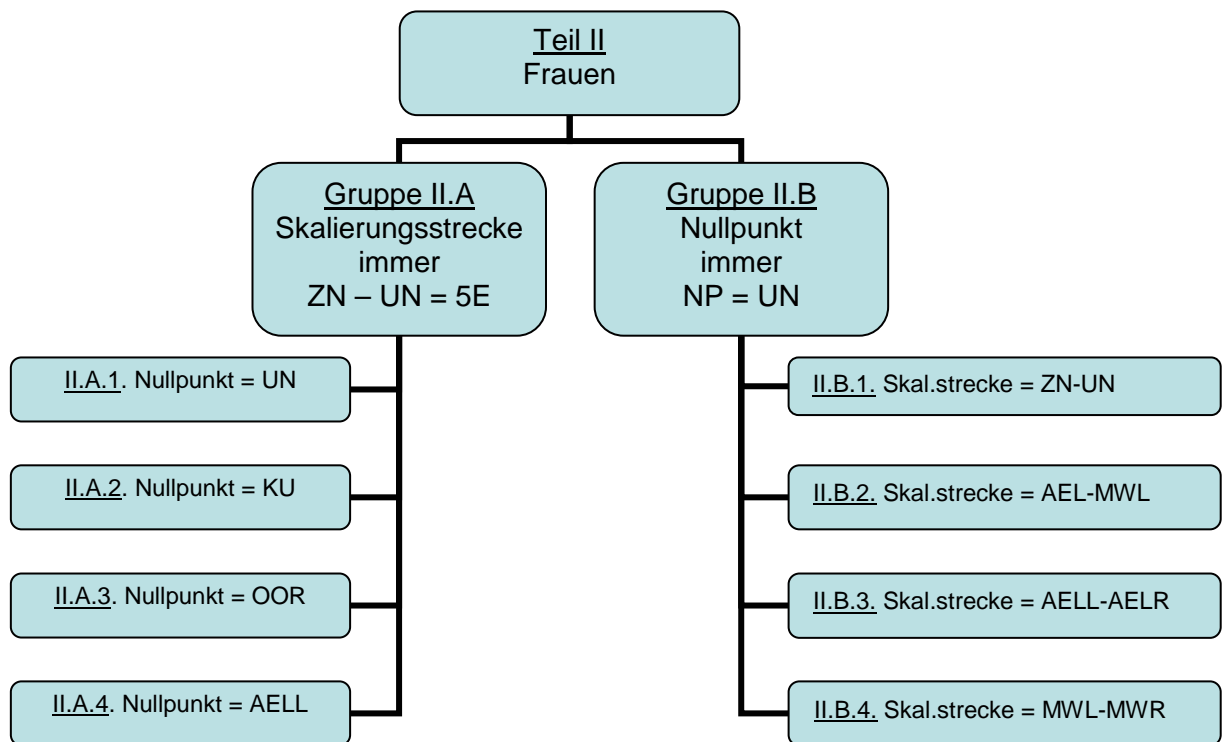 Teil II
Frauen
Gruppe II.A
Skalierungsstrecke
immer
ZN – UN = 5E
Gruppe II.B
Nullpunkt
immer
NP = UN
II.A.1. Nullpunkt = UN
II.A.2. Nullpunkt = KU
II.A.3. Nullpunkt = OOR
II.A.4. Nullpunkt = AELL
II.B.1. Skal.strecke = ZN-UN
II.B.2. Skal.strecke = AEL-MWL
II.B.3. Skal.strecke = AELL-AELR
II.B.4. Skal.strecke = MWL-MWR